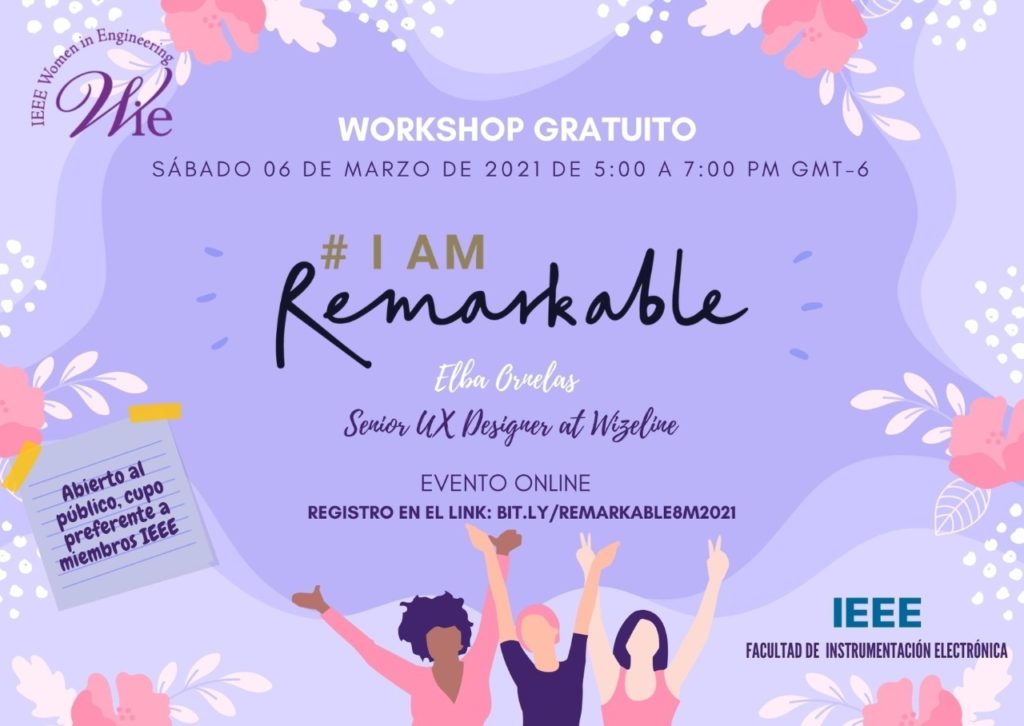 IEEE Women in Engineering
Wie
WORKSHOP GRATUITO
SÁBADO 06 DE MARZO DE 2021 DE 5:00 A 7:00 PM GMT-6
# I AM
Remarkable
Elba Ornelas
Senior UX Designer at Wizeline
EVENTO ONLINE
REGISTRO EN EL LINK: BIT.LY/REMARKABLE8M2021
Abierto al
público, cupo
preferente a
miembros IEEE
IEEE
FACULTAD DE INSTRUMENTACIÓN ELECTRÓNICA